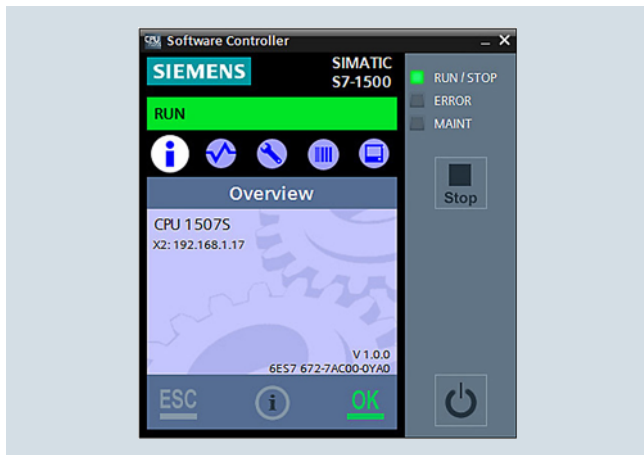 CPU Software Controller
SIEMENS
SIMATIC
S7-1500
RUN / STOP
ERROR
MAINT
RUN
Overview
Stop
CPU 1507S
X2: 192.168.1.17
V 1.0.0
6ES7 672-7AC00-0YA0
ESC
i
OK